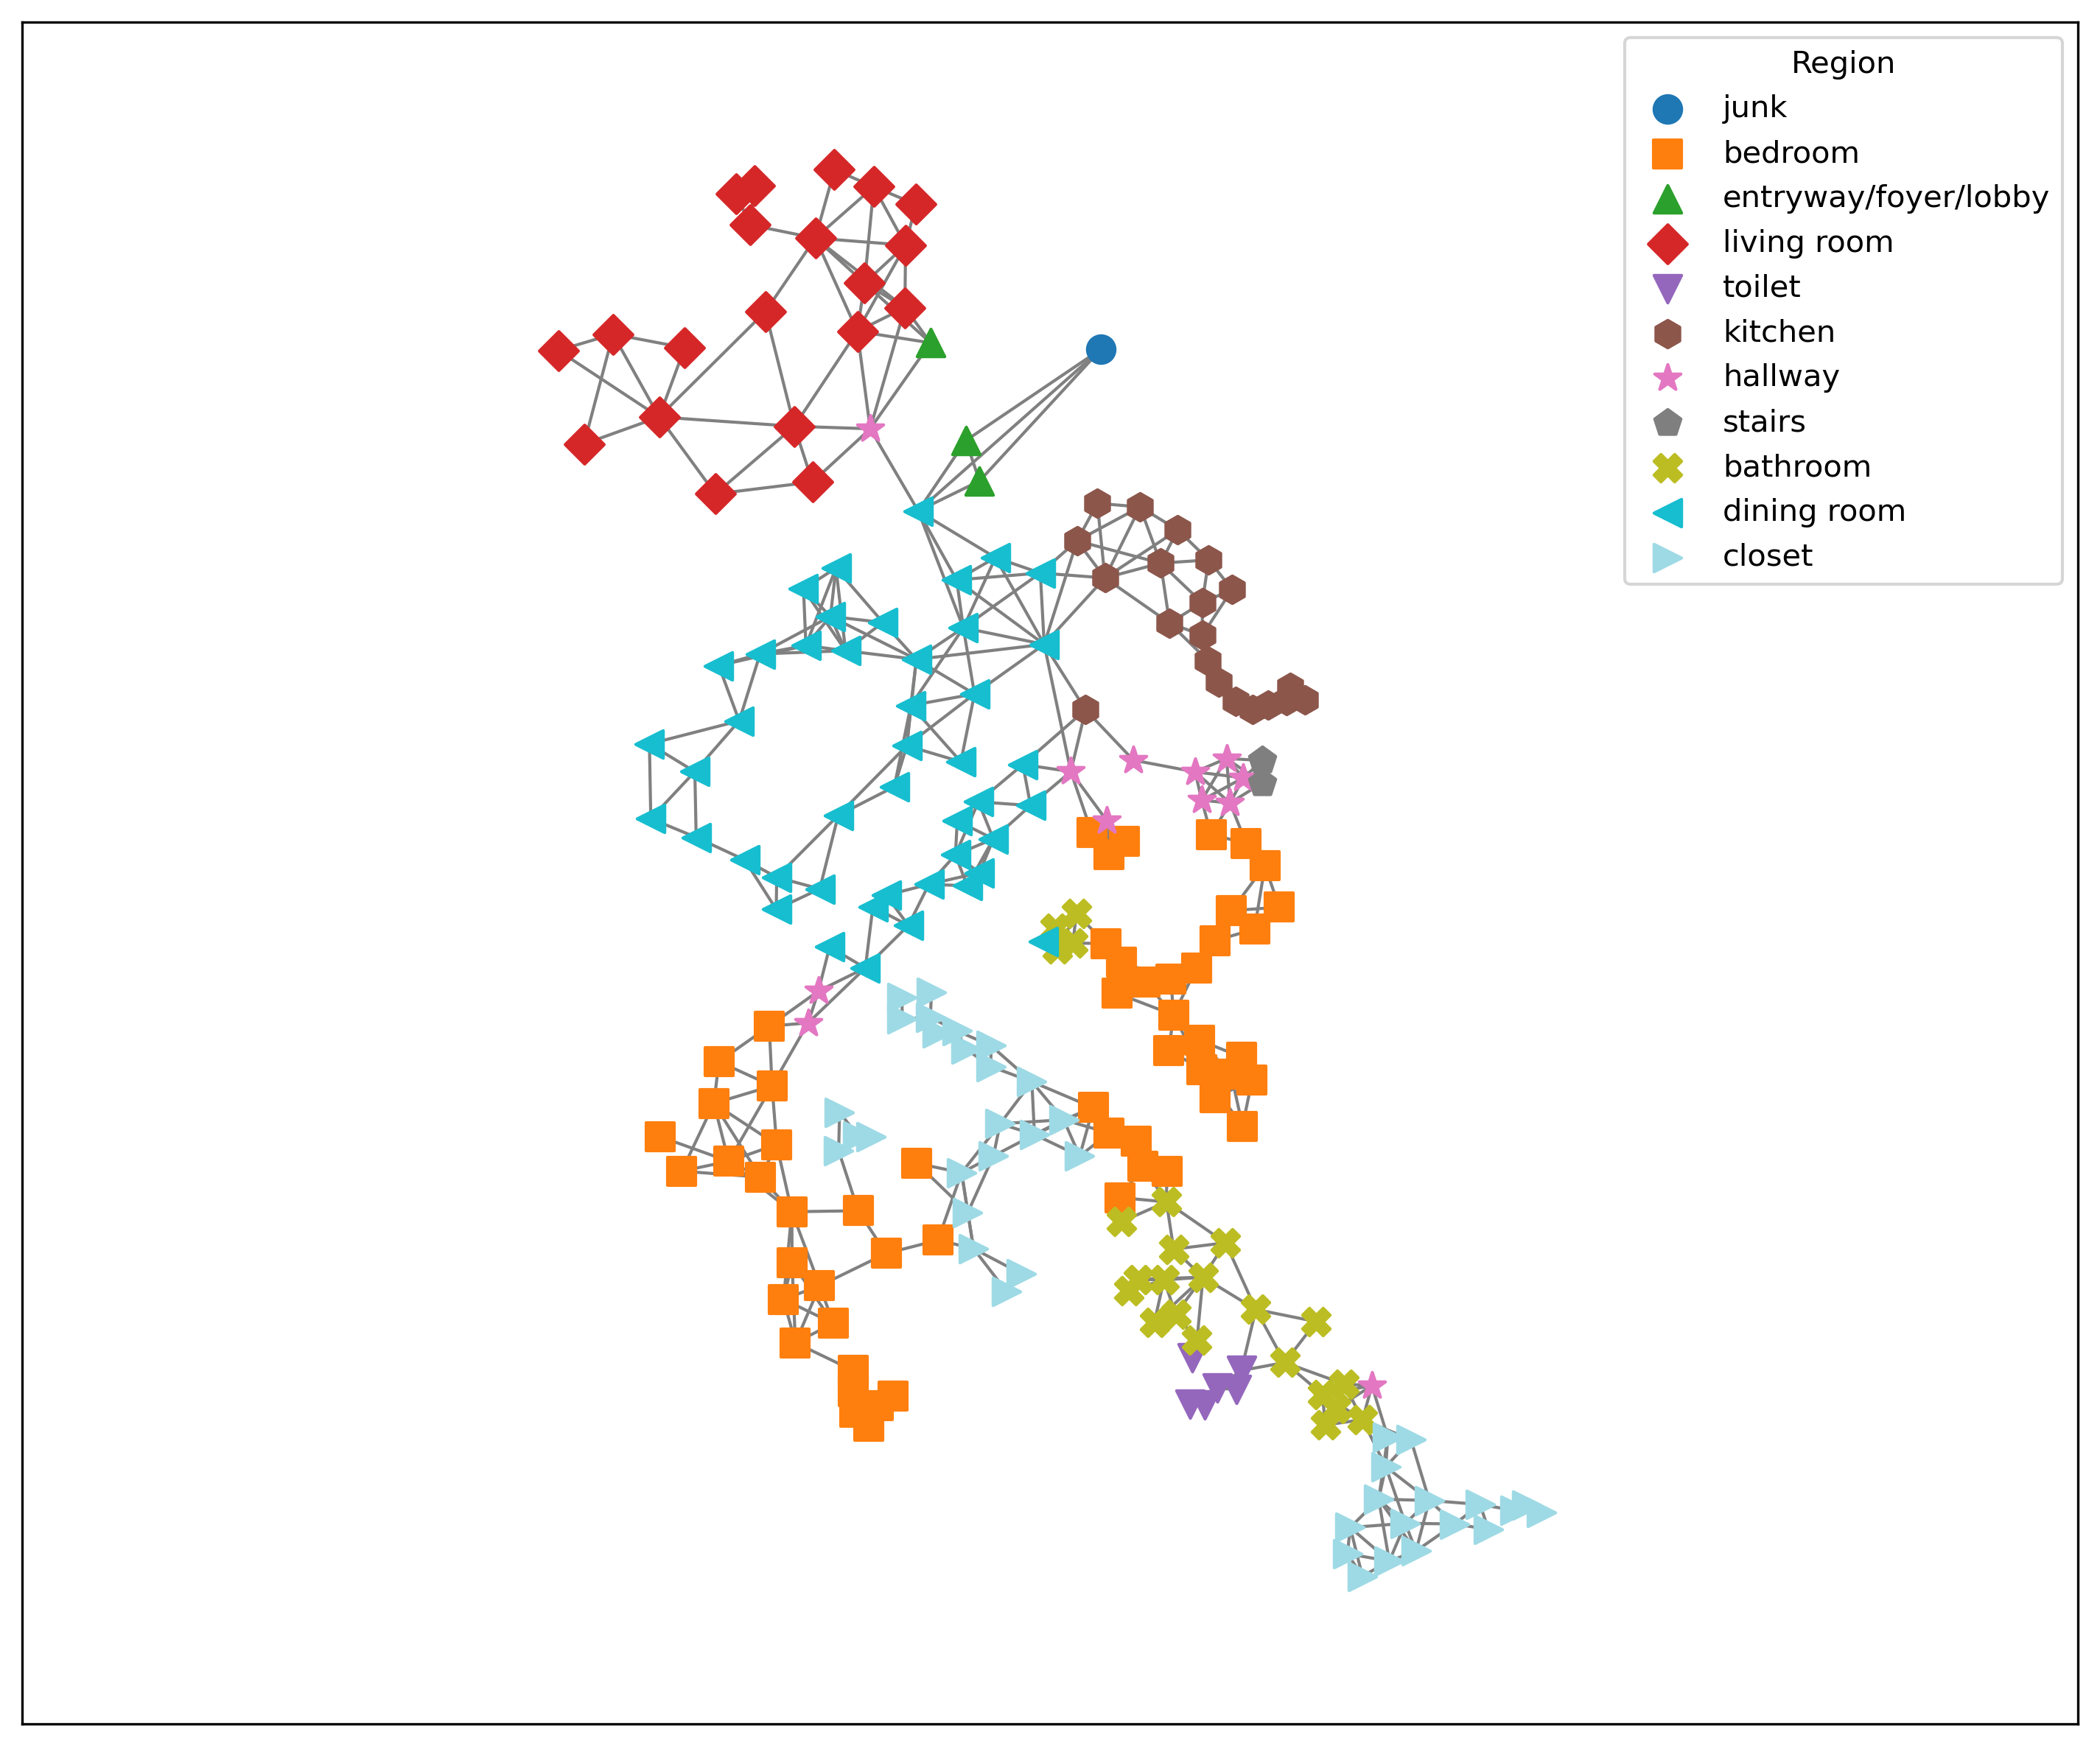 Region
junk
bedroom
entryway/foyer/lobby
living room
toilet
kitchen
hallway
stairs
bathroom
dining room
closet